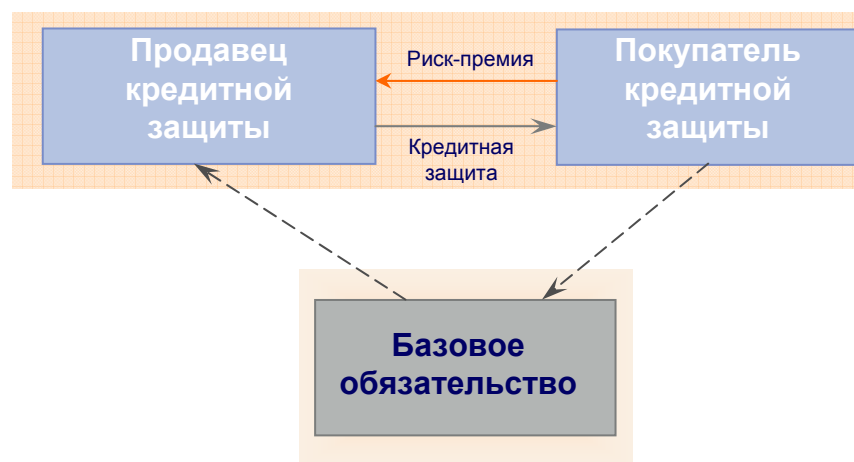 Продавец
кредитной
защиты
Риск-премия
Кредитная
защита
Покупатель
кредитной
защиты
Базовое
обязательство